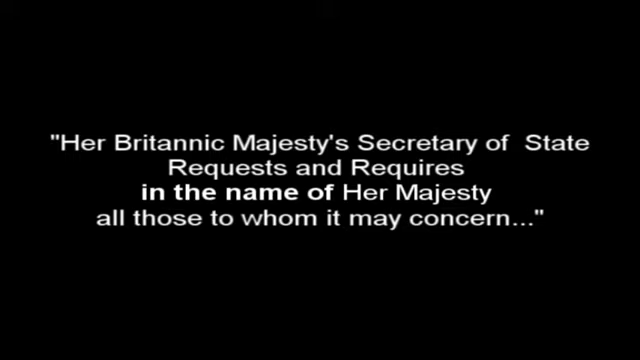 "Her Britannic Majesty's Secretary of State
Requests and Requires
in the name of Her Majesty
all those to whom it may concern..."